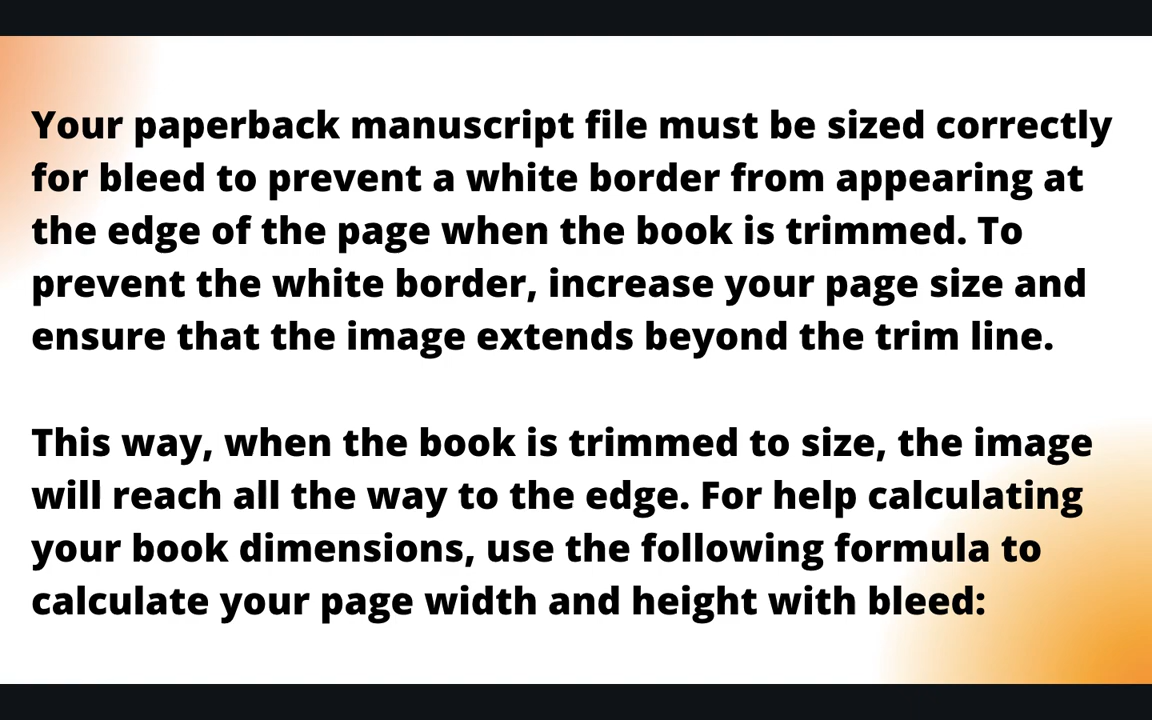 Your paperback manuscript file must be sized correctly
for bleed to prevent a white border from appearing at
the edge of the page when the book is trimmed. To
prevent the white border, increase your page size and
ensure that the image extends beyond the trim line.
This way, when the book is trimmed to size, the image
will reach all the way to the edge. For help calculating
your book dimensions, use the following formula to
calculate your page width and height with bleed: